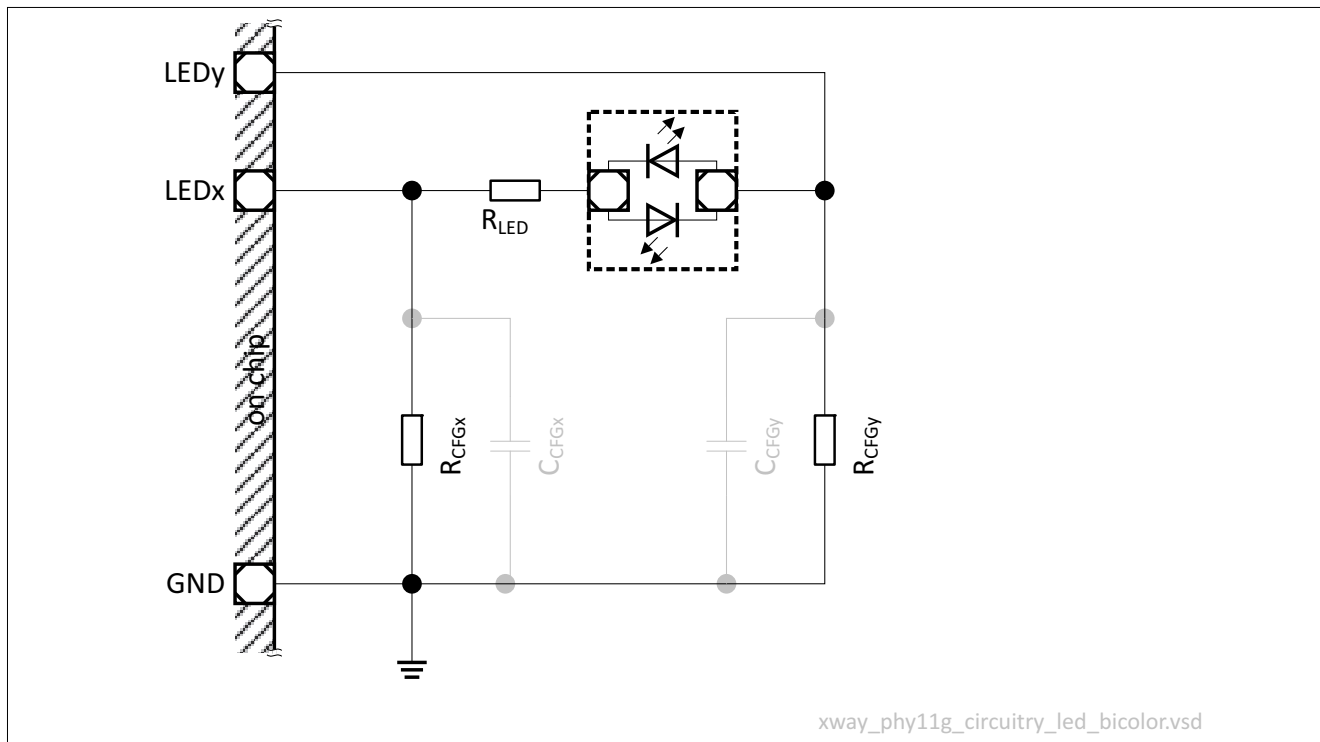 LEDy
LEDx
RLED
on chip
RCFGx
CCFGx
CCFGy
RCFGy
GND
xway_phy11g_circuitry_led_bicolor.vsd